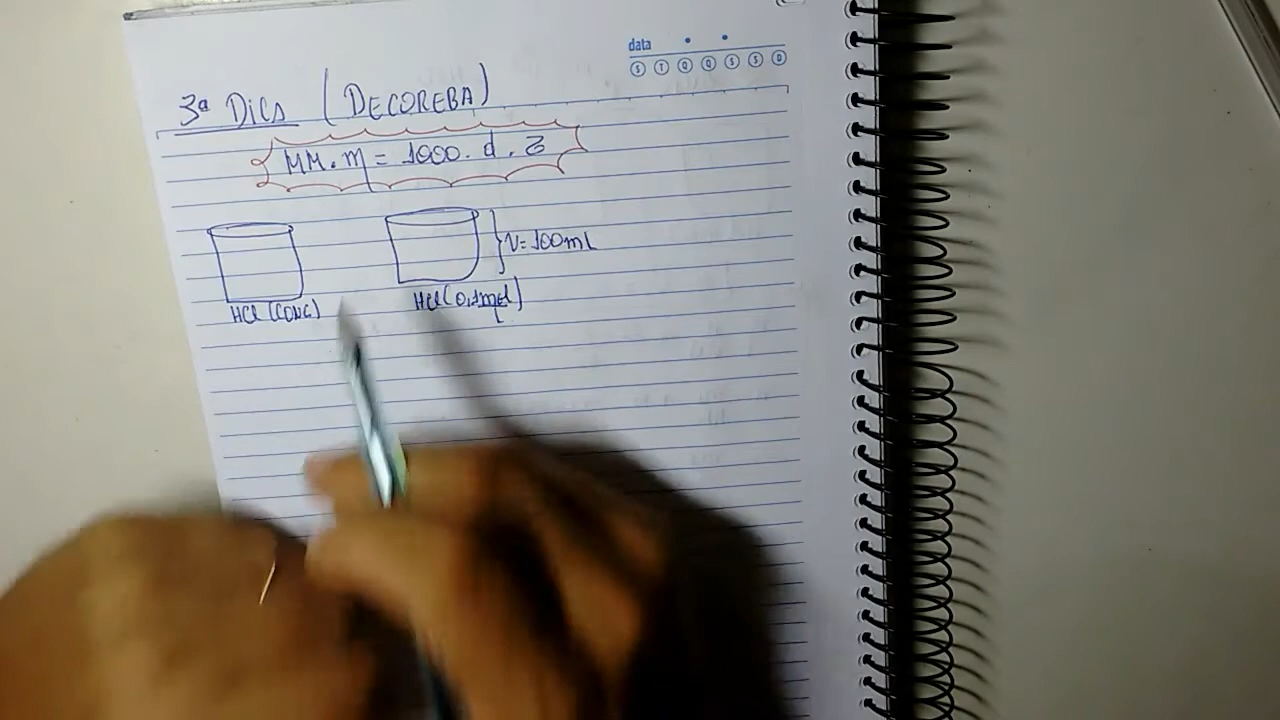 data
S T Q Q S S D
3ª DICA (DECOREBA)
MM.m = 1000.d.ζ
V=100ml
HCl (CONC)
HCl (0,1mol